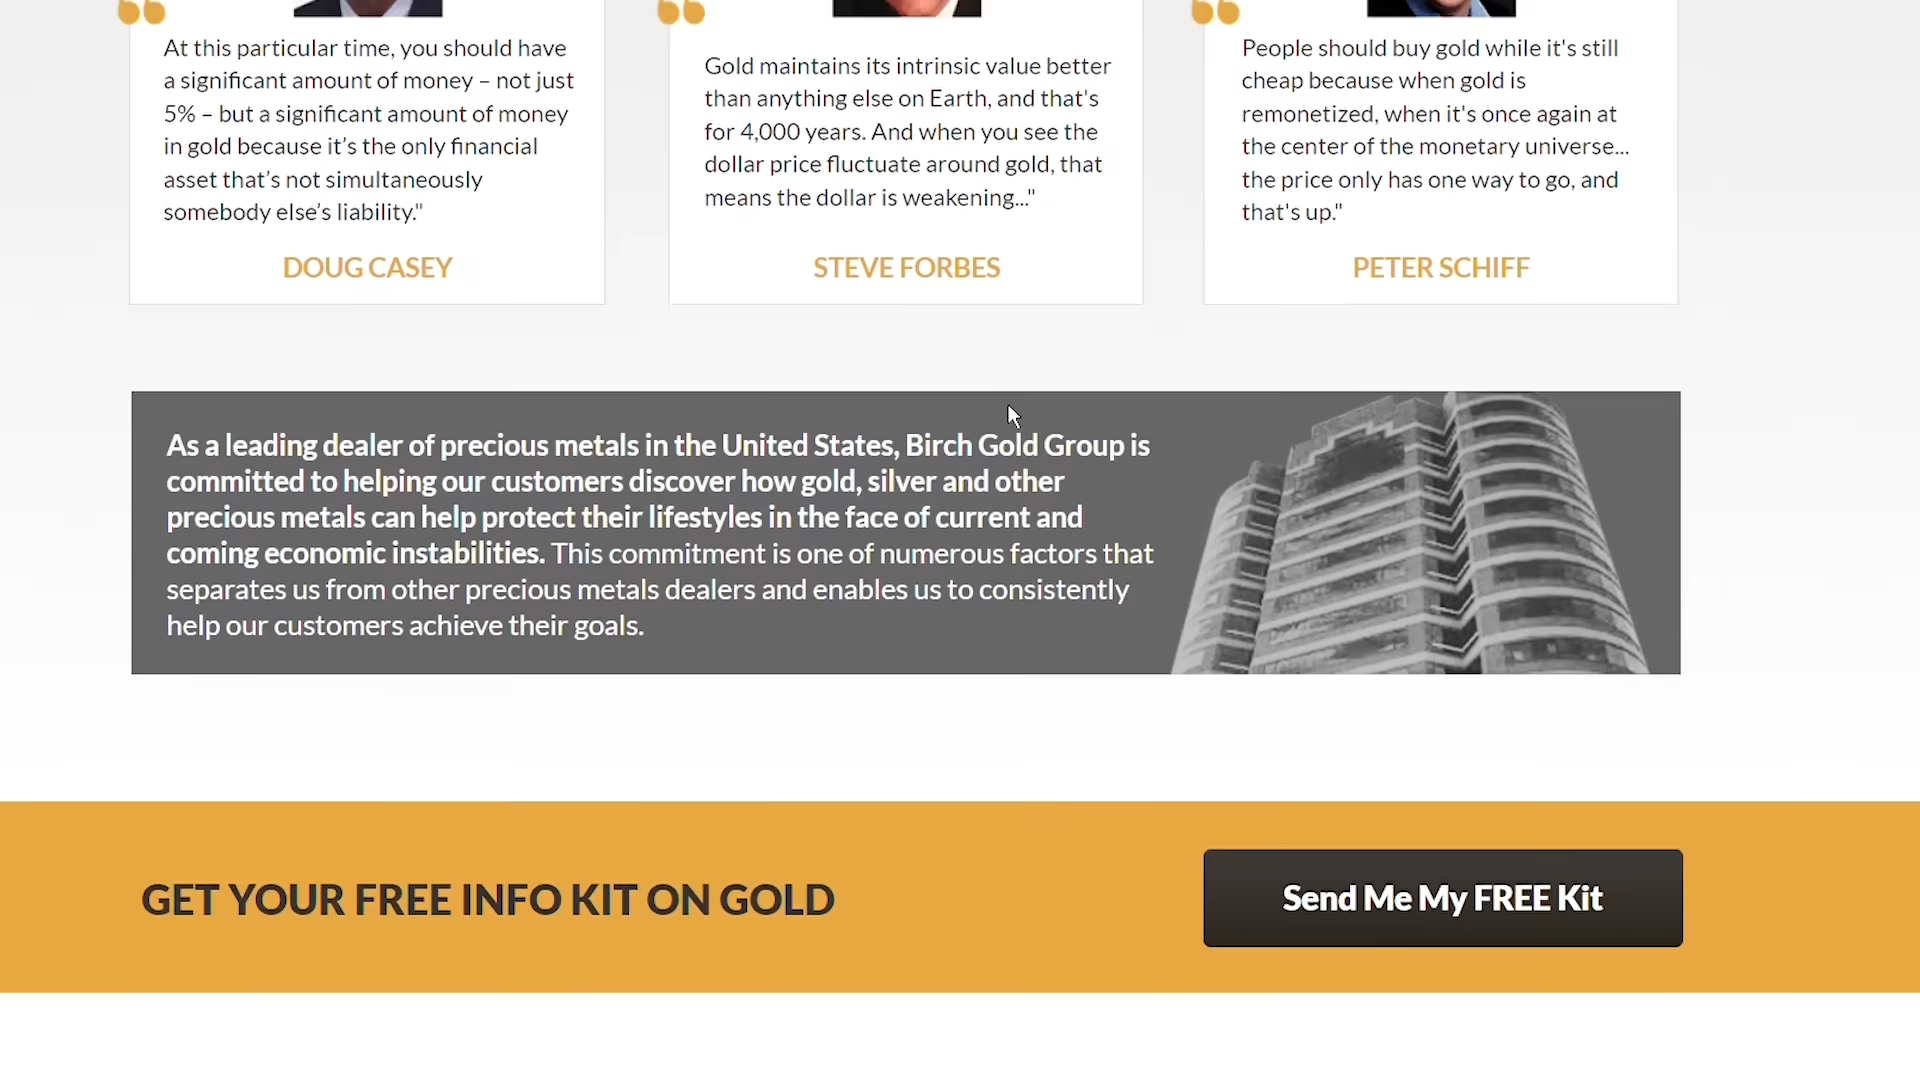 At this particular time, you should have
a significant amount of money – not just
5% – but a significant amount of money
in gold because it’s the only financial
asset that’s not simultaneously
somebody else’s liability."
DOUG CASEY
Gold maintains its intrinsic value better
than anything else on Earth, and that's
for 4,000 years. And when you see the
dollar price fluctuate around gold, that
means the dollar is weakening..."
STEVE FORBES
People should buy gold while it's still
cheap because when gold is
remonetized, when it's once again at
the center of the monetary universe...
the price only has one way to go, and
that's up."
PETER SCHIFF
As a leading dealer of precious metals in the United States, Birch Gold Group is
committed to helping our customers discover how gold, silver and other
precious metals can help protect their lifestyles in the face of current and
coming economic instabilities. This commitment is one of numerous factors that
separates us from other precious metals dealers and enables us to consistently
help our customers achieve their goals.
GET YOUR FREE INFO KIT ON GOLD
Send Me My FREE Kit